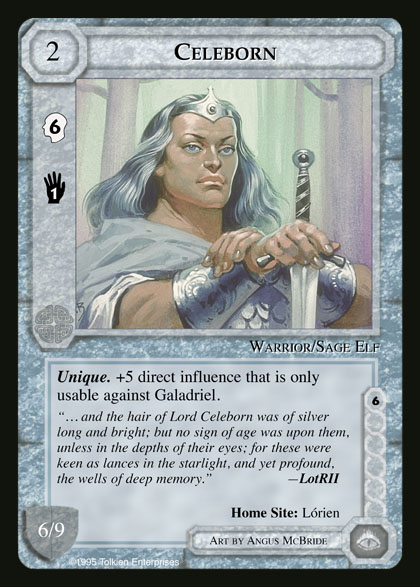 2
CELEBORN
6
1
WARRIOR/SAGE ELF
Unique. +5 direct influence that is only
usable against Galadriel.
“… and the hair of Lord Celeborn was of silver
long and bright; but no sign of age was upon them,
unless in the depths of their eyes; for these were
keen as lances in the starlight, and yet profound,
the wells of deep memory.” —LotRII
6
Home Site: Lórien
6/9
ART BY ANGUS MCBRIDE
©1995 Tolkien Enterprises